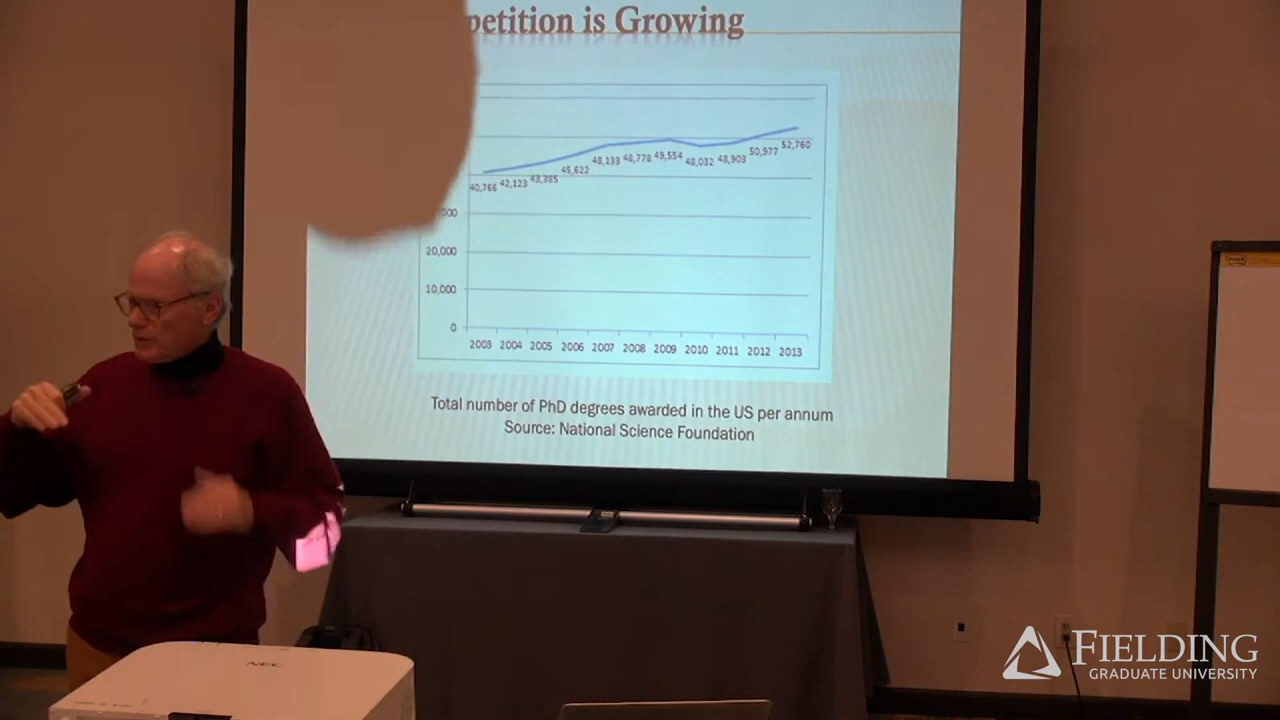 petition is Growing
40,766 42,123 43,385 45,622 48,133 48,778 49,554 48,032 48,903 50,977 52,760
20,000
10,000
0
2003 2004 2005 2006 2007 2008 2009 2010 2011 2012 2013
Total number of PhD degrees awarded in the US per annum
Source: National Science Foundation
NEC
FIELDING
GRADUATE UNIVERSITY